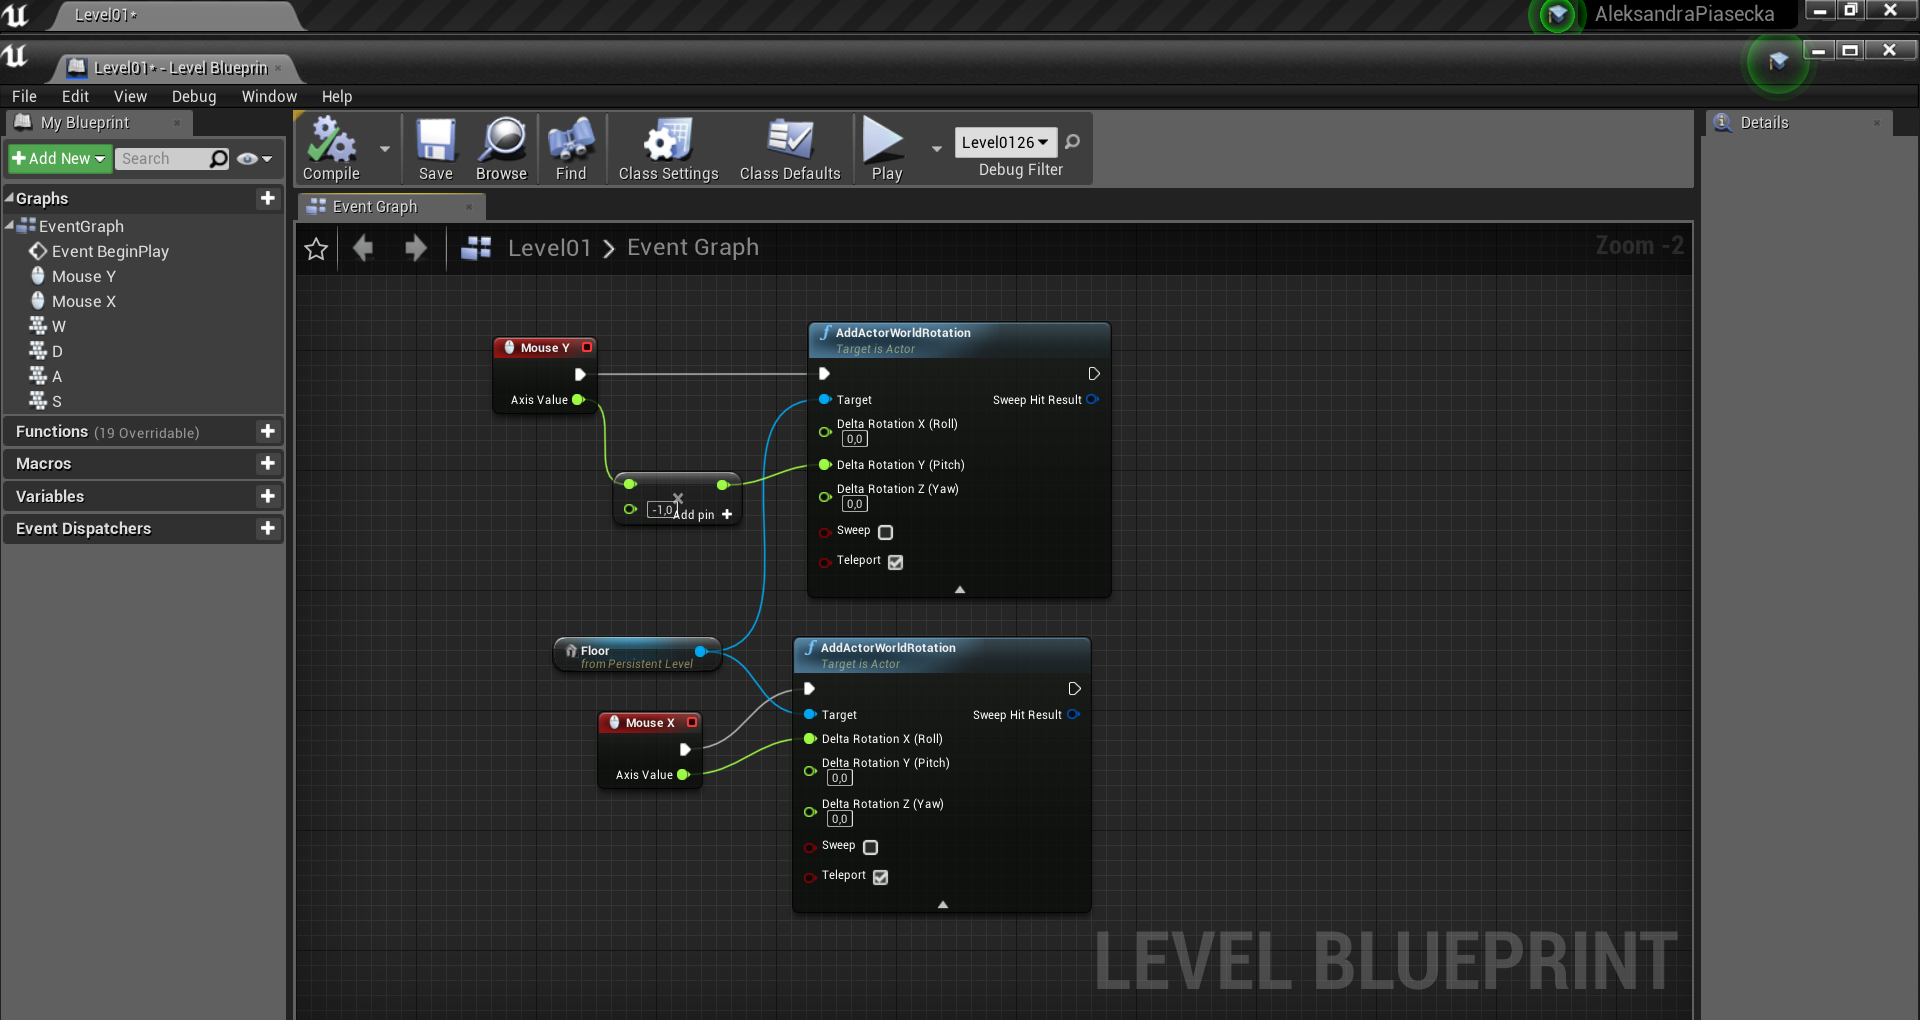 Level01*
AleksandraPiasecka
Level01* - Level Blueprin
File Edit View Debug Window Help
My Blueprint
Details
Add New
Search
Compile
Save
Browse
Find
Class Settings
Class Defaults
Play
Level0126
Debug Filter
Graphs
EventGraph
Event BeginPlay
Mouse Y
Mouse X
W
D
A
S
Functions (19 Overridable)
Macros
Variables
Event Dispatchers
Event Graph
Level01 > Event Graph
Zoom -2
Mouse Y
Axis Value
-1,0
Add pin
AddActorWorldRotation
Target is Actor
Target
Sweep Hit Result
Delta Rotation X (Roll)
0,0
Delta Rotation Y (Pitch)
Delta Rotation Z (Yaw)
0,0
Sweep
Teleport
Floor
from Persistent Level
Mouse X
Axis Value
AddActorWorldRotation
Target is Actor
Target
Sweep Hit Result
Delta Rotation X (Roll)
Delta Rotation Y (Pitch)
0,0
Delta Rotation Z (Yaw)
0,0
Sweep
Teleport
LEVEL BLUEPRINT